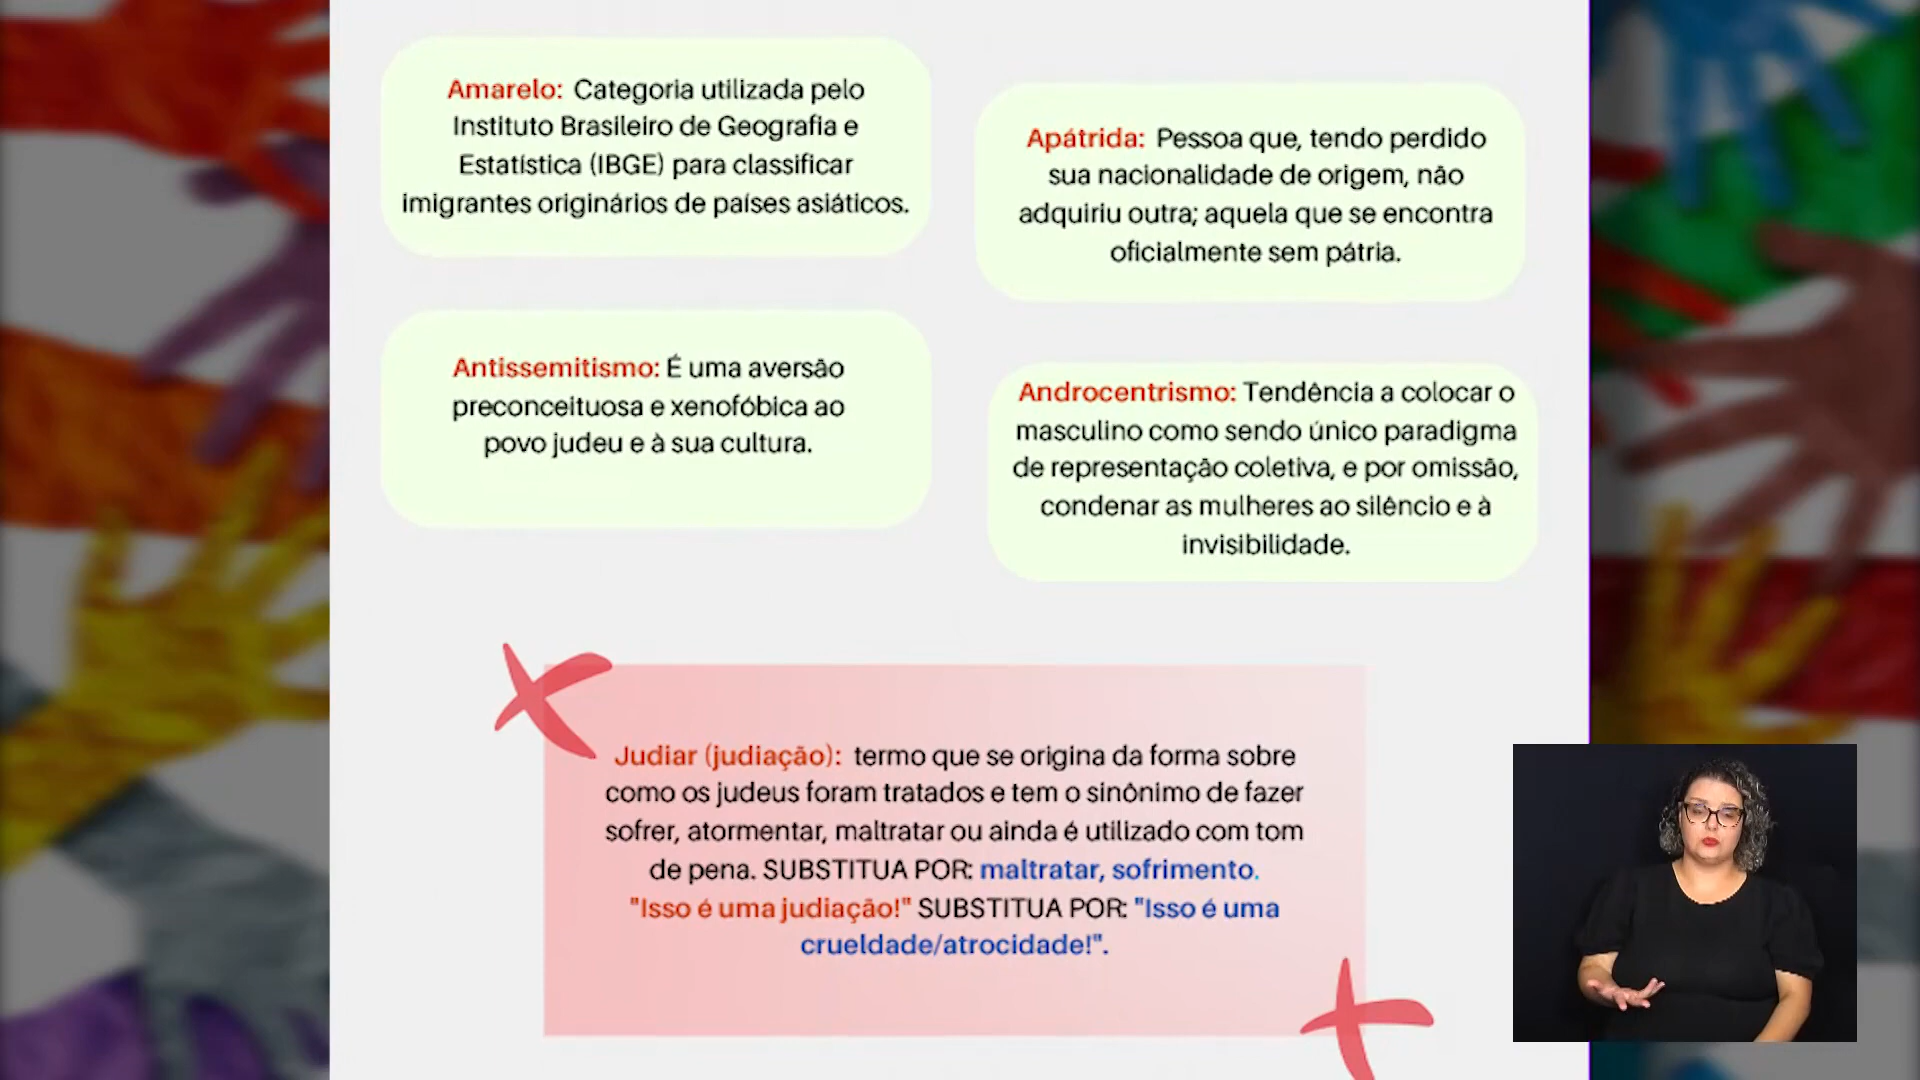 Amarelo: Categoria utilizada pelo
Instituto Brasileiro de Geografia e
Estatística (IBGE) para classificar
imigrantes originários de países asiáticos.
Apátrida: Pessoa que, tendo perdido
sua nacionalidade de origem, não
adquiriu outra; aquela que se encontra
oficialmente sem pátria.
Antissemitismo: É uma aversão
preconceituosa e xenofóbica ao
povo judeu e à sua cultura.
Androcentrismo: Tendência a colocar o
masculino como sendo único paradigma
de representação coletiva, e por omissão,
condenar as mulheres ao silêncio e à
invisibilidade.
Judiar (judiação): termo que se origina da forma sobre
como os judeus foram tratados e tem o sinônimo de fazer
sofrer, atormentar, maltratar ou ainda é utilizado com tom
de pena. SUBSTITUA POR: maltratar, sofrimento.
"Isso é uma judiação!" SUBSTITUA POR: "Isso é uma
crueldade/atrocidade!".